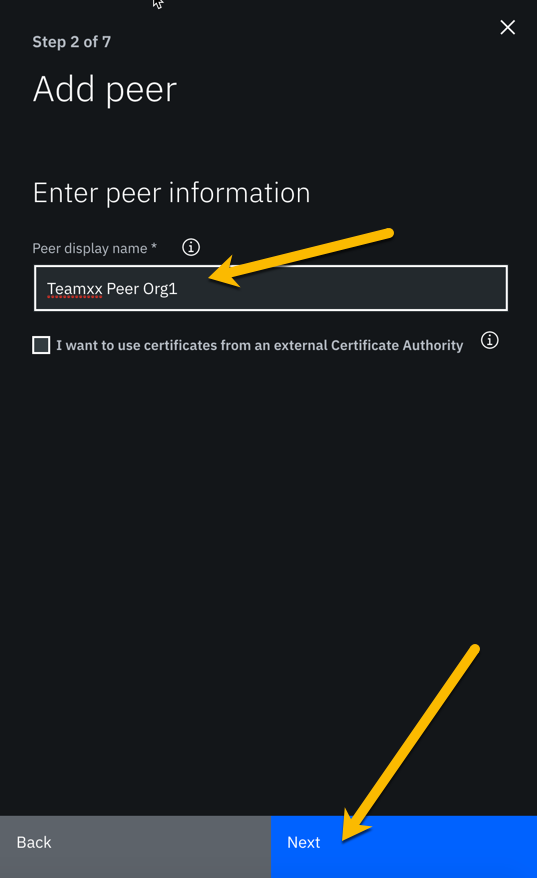 Step 2 of 7
Add peer
Enter peer information
Peer display name *
Teamxx Peer Org1
I want to use certificates from an external Certificate Authority
Back
Next